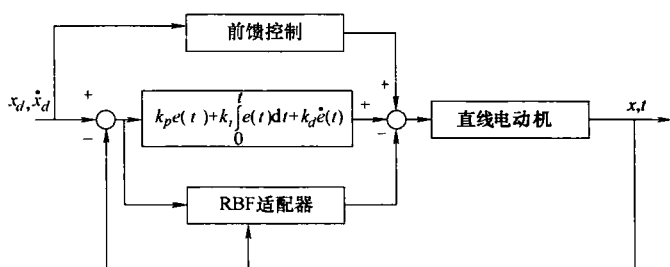 前馈控制
x_d, ẋ_d
+
−
k_p e(t)+k_t∫_0^t e(t)dt+k_d ė(t)
+
+
−
直线电动机
x,t
RBF适配器